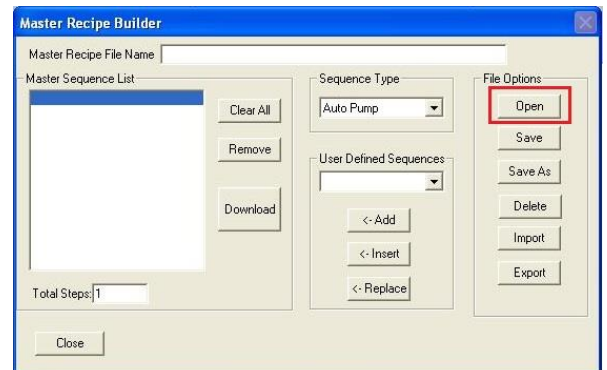 Master Recipe Builder
Master Recipe File Name
Master Sequence List
Clear All
Remove
Download
Total Steps: 1
Close
Sequence Type
Auto Pump
User Defined Sequences
<- Add
<- Insert
<- Replace
File Options
Open
Save
Save As
Delete
Import
Export